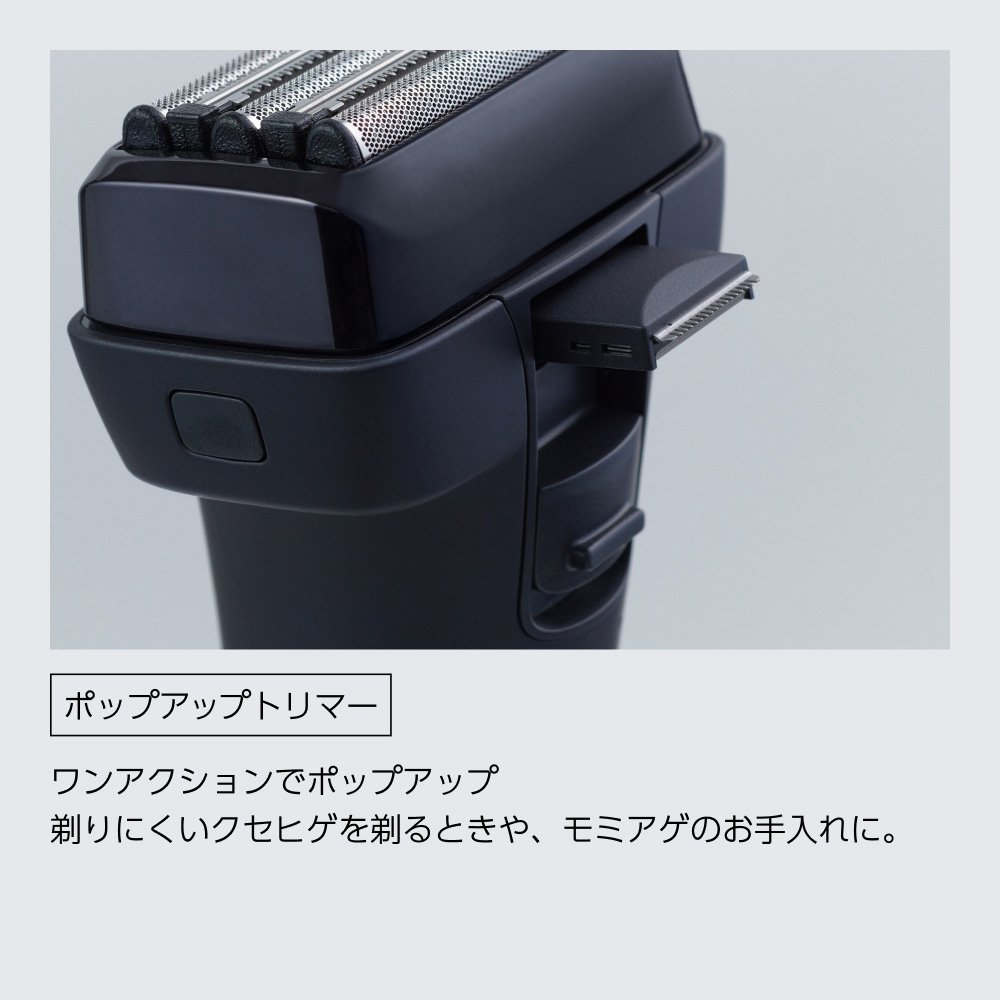 ポップアップトリマー
ワンアクションでポップアップ
剃りにくいクセヒゲを剃るときや、モミアゲのお手入れに。